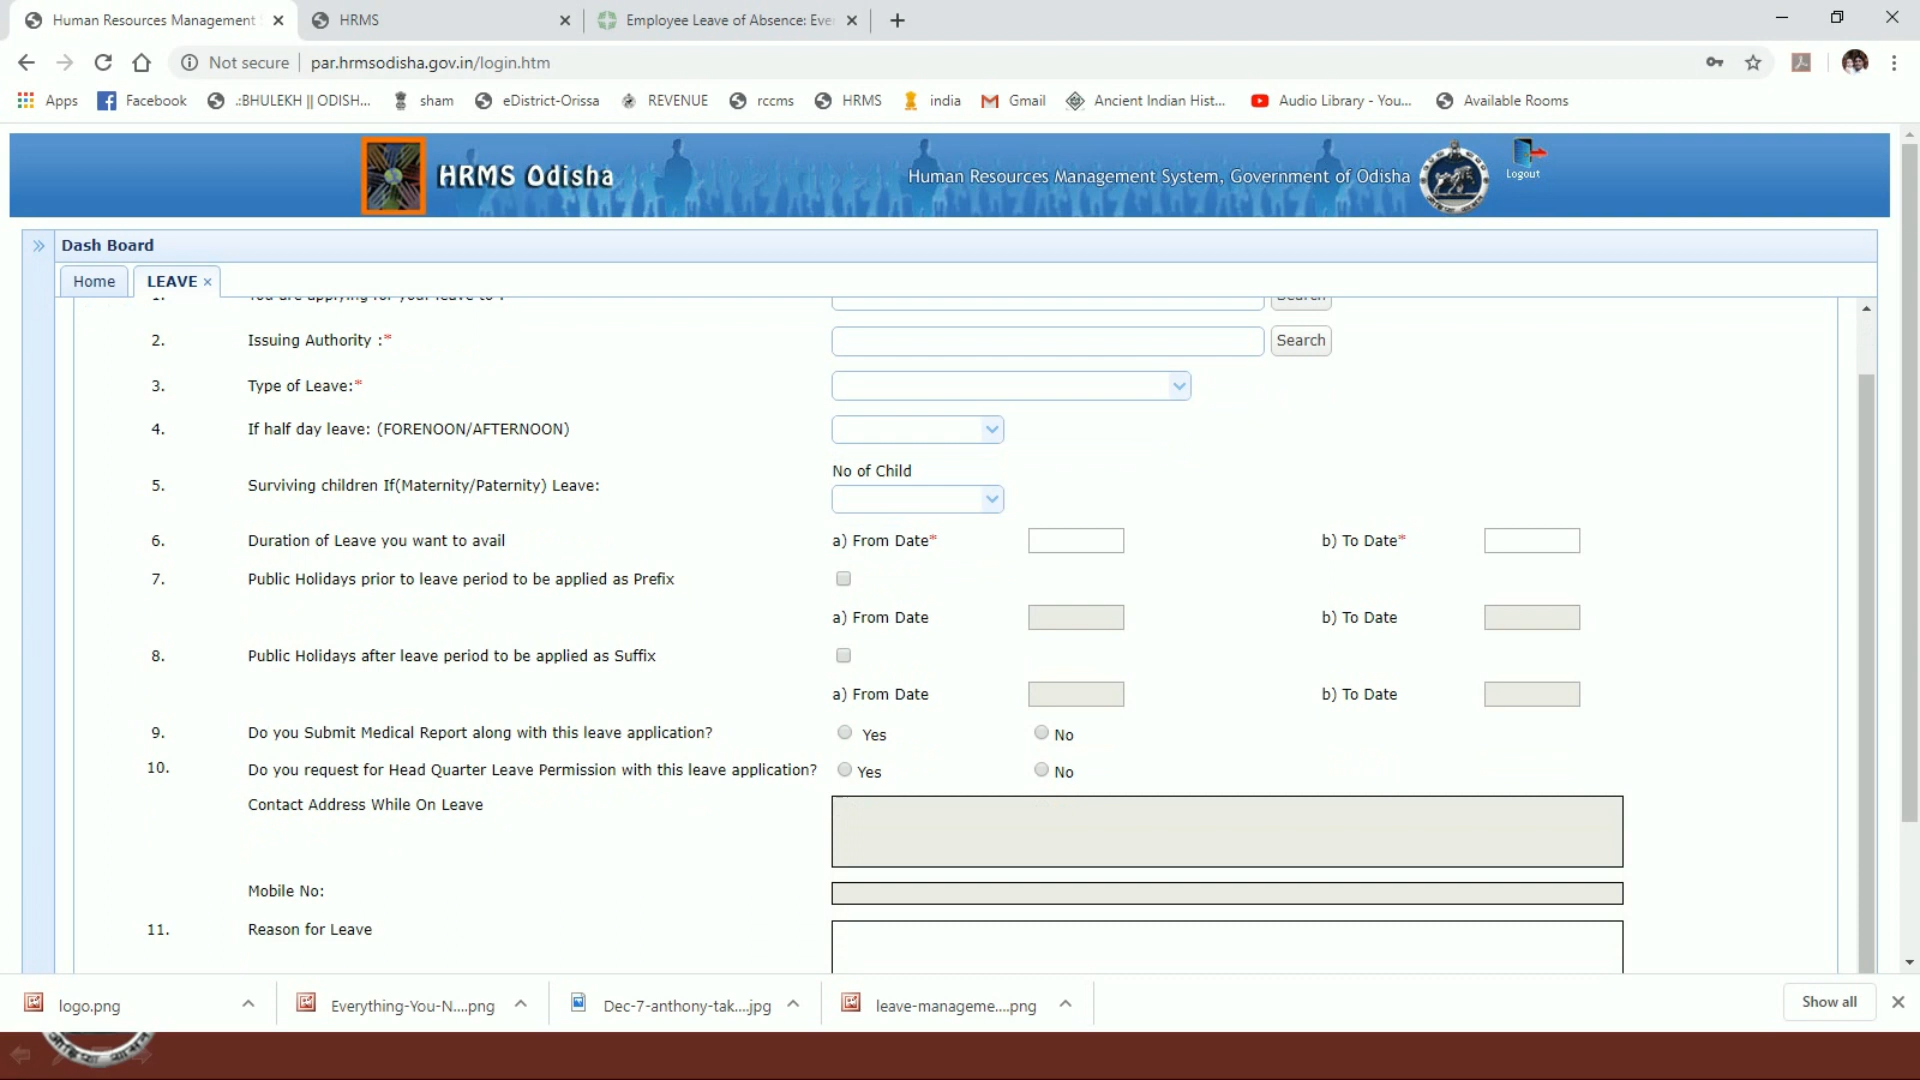 Human Resources Management
HRMS
Employee Leave of Absence: Eve
Not secure
par.hrmsodisha.gov.in/login.htm
Apps
Facebook
.:BHULEKH || ODISH...
sham
eDistrict-Orissa
REVENUE
rccms
HRMS
india
Gmail
Ancient Indian Hist...
Audio Library - You...
Available Rooms
HRMS Odisha
Human Resources Management System, Government of Odisha
Logout
Dash Board
Home
LEAVE
1. You are applying for your leave to : Search
2. Issuing Authority :* Search
3. Type of Leave:*
4. If half day leave: (FORENOON/AFTERNOON)
No of Child
5. Surviving children If(Maternity/Paternity) Leave:
6. Duration of Leave you want to avail a) From Date* b) To Date*
7. Public Holidays prior to leave period to be applied as Prefix
a) From Date b) To Date
8. Public Holidays after leave period to be applied as Suffix
a) From Date b) To Date
9. Do you Submit Medical Report along with this leave application? Yes No
10. Do you request for Head Quarter Leave Permission with this leave application? Yes No
Contact Address While On Leave
Mobile No:
11. Reason for Leave
logo.png
Everything-You-N....png
Dec-7-anthony-tak....jpg
leave-manageme....png
Show all